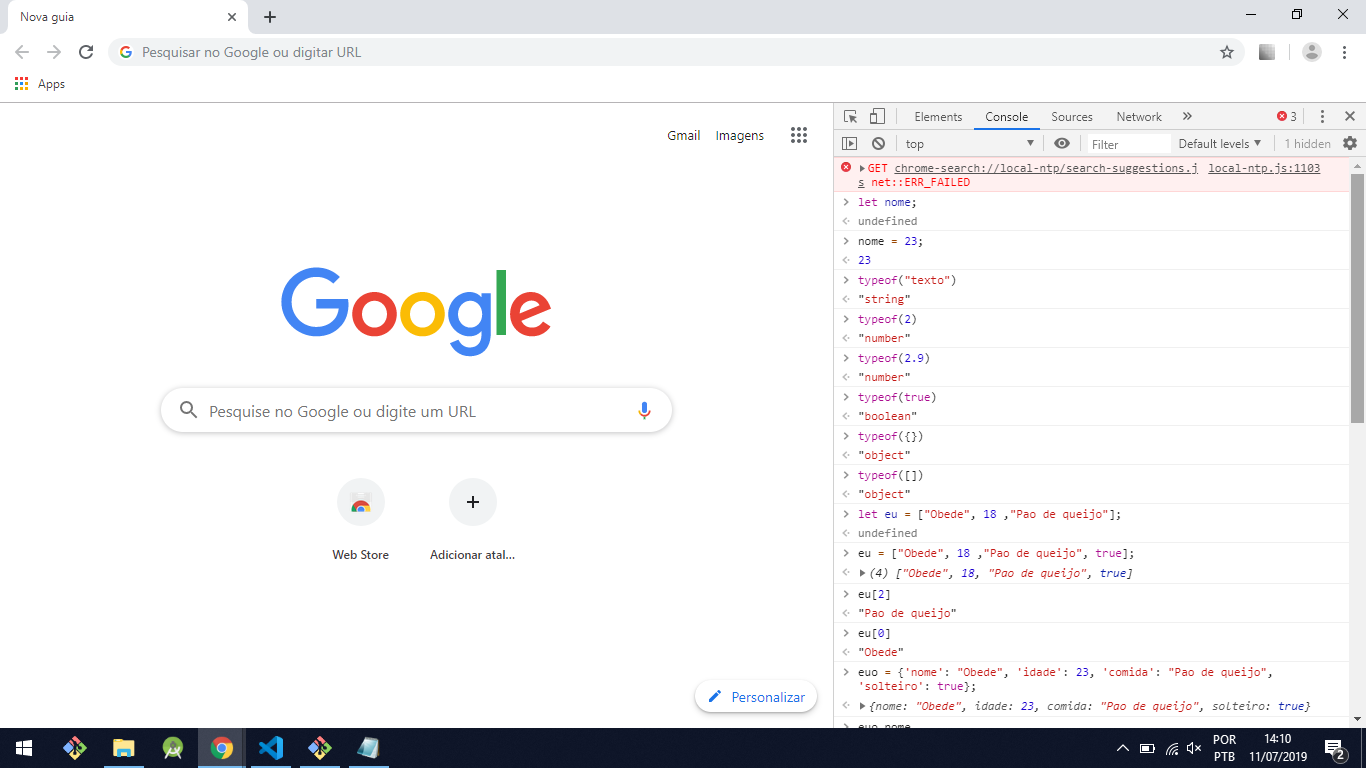 Nova guia
Pesquisar no Google ou digitar URL
Apps
Gmail Imagens
Google
Pesquise no Google ou digite um URL
Web Store
Adicionar atal...
Personalizar
Elements Console Sources Network » 3
top Filter Default levels 1 hidden
GET chrome-search://local-ntp/search-suggestions.j local-ntp.js:1103
s net::ERR_FAILED
let nome;
undefined
nome = 23;
23
typeof("texto")
"string"
typeof(2)
"number"
typeof(2.9)
"number"
typeof(true)
"boolean"
typeof({})
"object"
typeof([])
"object"
let eu = ["Obede", 18 ,"Pao de queijo"];
undefined
eu = ["Obede", 18 ,"Pao de queijo", true];
(4) ["Obede", 18, "Pao de queijo", true]
eu[2]
"Pao de queijo"
eu[0]
"Obede"
euo = {'nome': "Obede", 'idade': 23, 'comida': "Pao de queijo",
'solteiro': true};
{nome: "Obede", idade: 23, comida: "Pao de queijo", solteiro: true}
euo.nome
POR
PTB
14:10
11/07/2019
2